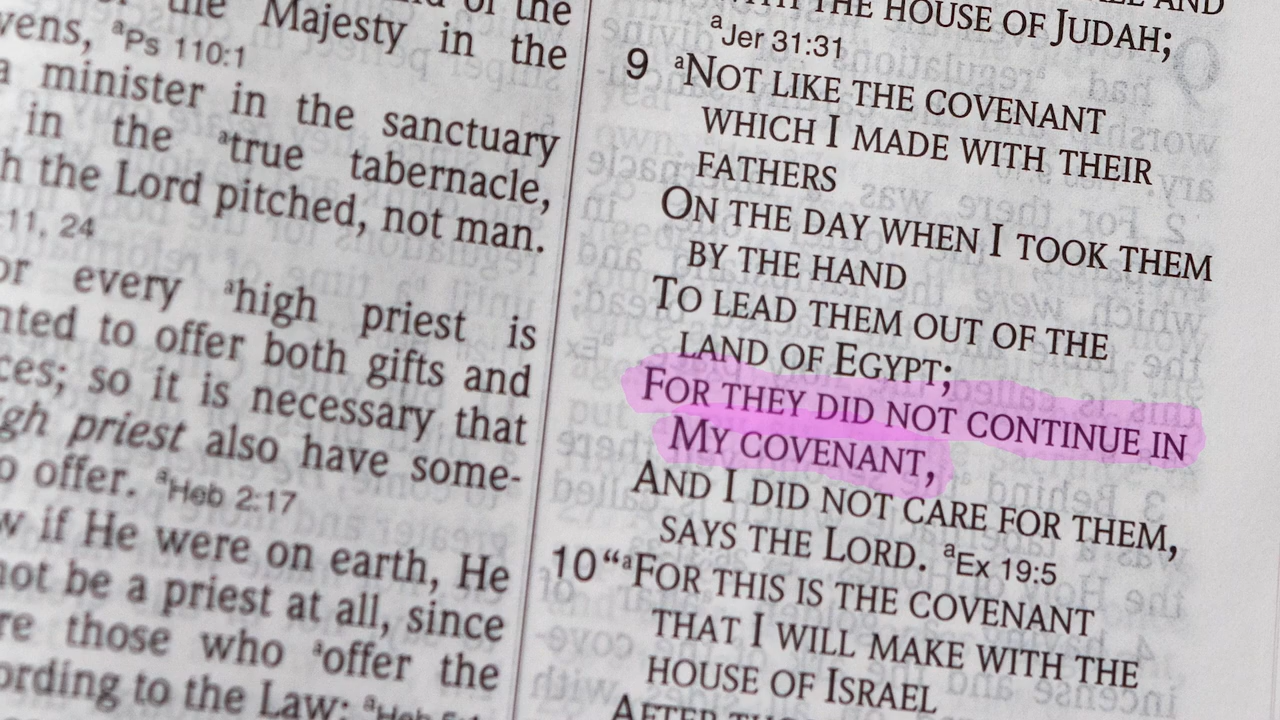 the Majesty in the
vens, ᵃPs 110:1
a minister in the sanctuary
in the ᵃtrue tabernacle,
h the Lord pitched, not man.
11, 24
or every ᵃhigh priest is
nted to offer both gifts and
ces; so it is necessary that
gh priest also have some-
o offer. ᵃHeb 2:17
w if He were on earth, He
not be a priest at all, since
re those who ᵃoffer the
ording to the Law; ᵃHeb 5:1
AND
WITH THE HOUSE OF JUDAH;
ᵃJer 31:31
9 ᵃNOT LIKE THE COVENANT
WHICH I MADE WITH THEIR
FATHERS
ON THE DAY WHEN I TOOK THEM
BY THE HAND
TO LEAD THEM OUT OF THE
LAND OF EGYPT;
FOR THEY DID NOT CONTINUE IN
MY COVENANT,
AND I DID NOT CARE FOR THEM,
SAYS THE LORD. ᵃEx 19:5
10 “ᵃFOR THIS IS THE COVENANT
THAT I WILL MAKE WITH THE
HOUSE OF ISRAEL
AFTER